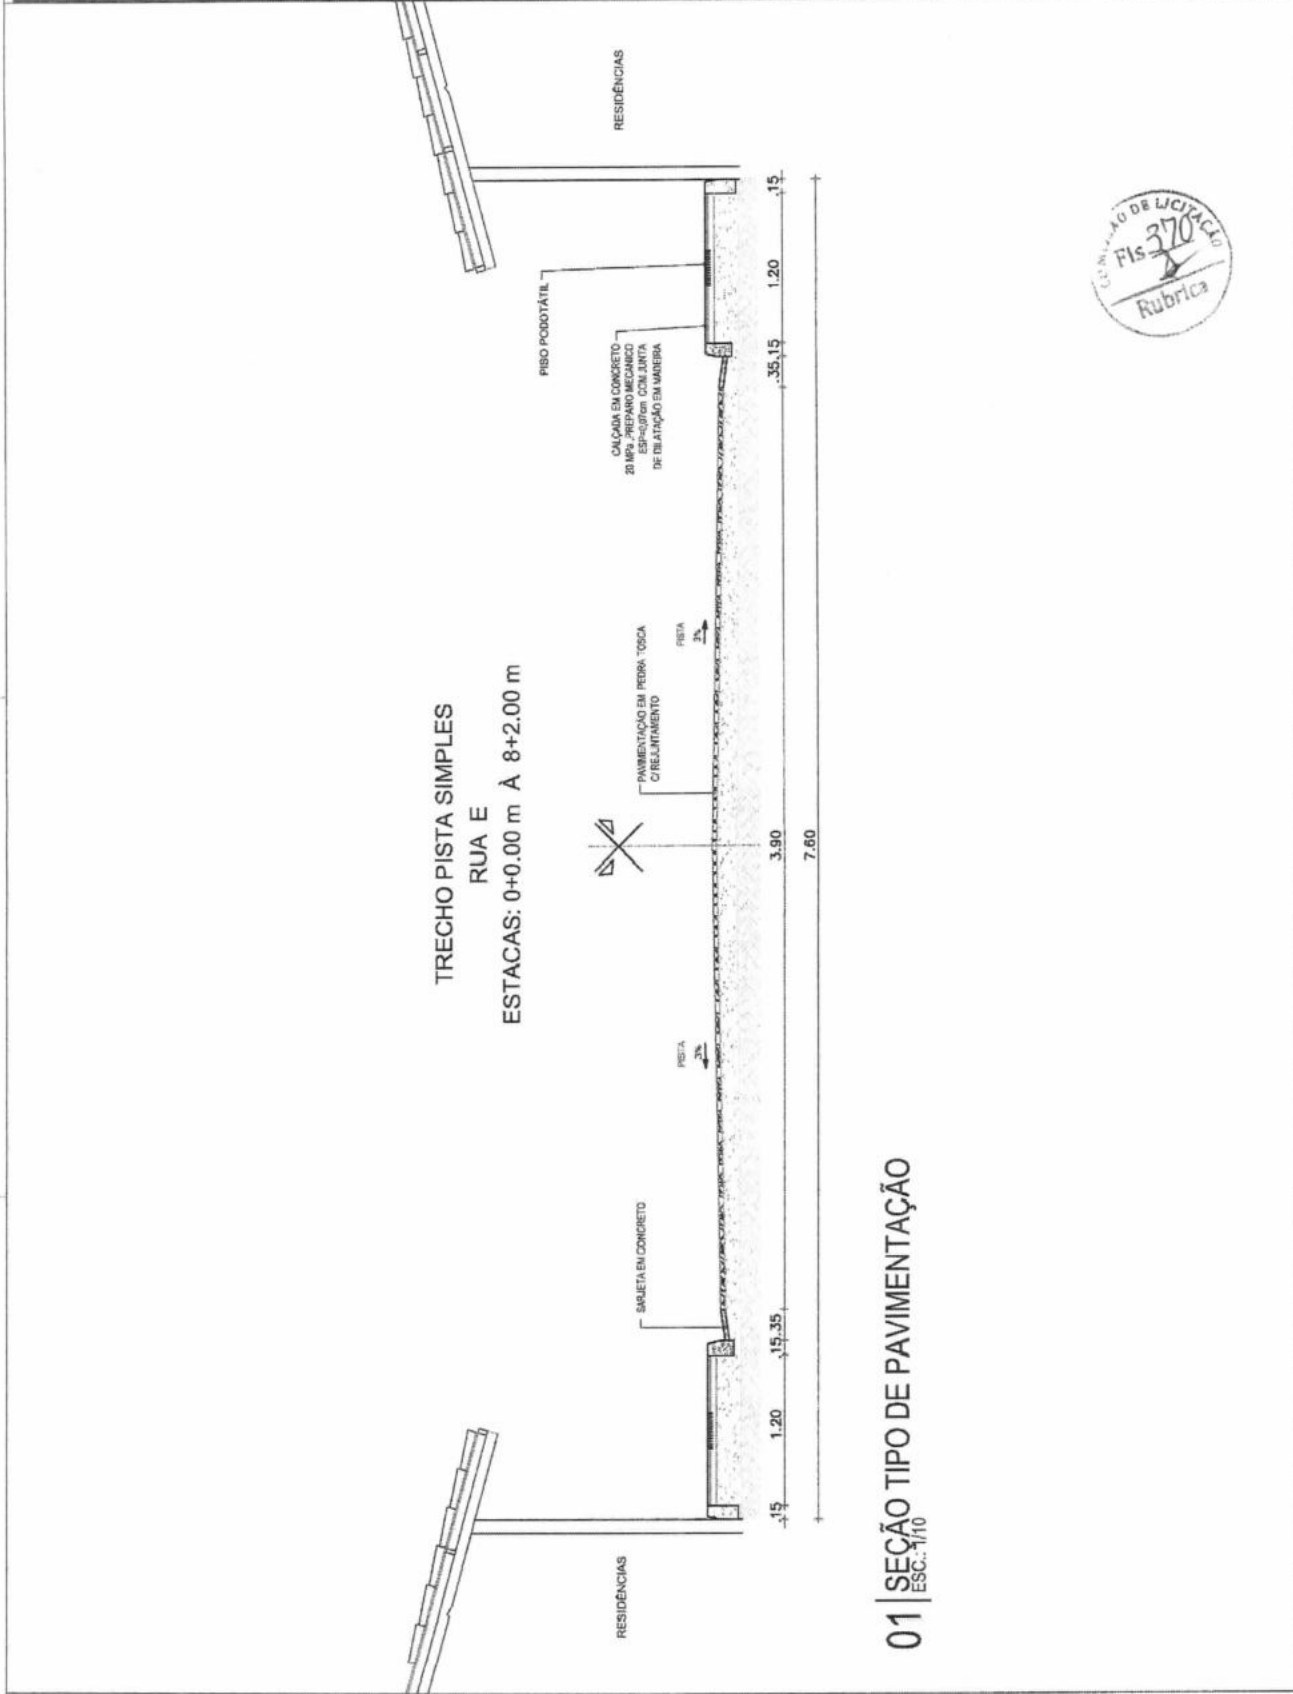 TRECHO PISTA SIMPLES
RUA E
ESTACAS: 0+0.00 m À 8+2.00 m
RESIDÊNCIAS
RESIDÊNCIAS
PISO PODOTÁTIL
CALÇADA EM CONCRETO
20 MPa ,PREPARO MECÂNICO
ESP=0,07cm COM JUNTA
DE DILATAÇÃO EM MADEIRA
SARJETA EM CONCRETO
PAVIMENTAÇÃO EM PEDRA TOSCA
C/ REJUNTAMENTO
PISTA
3%
PISTA
3%
.15 1.20 .15.35 3.90 .35.15 1.20 .15
7.60
01 SEÇÃO TIPO DE PAVIMENTAÇÃO
ESC.: 1/10
DE LICITAÇÃO
Fls 370
Rubrica